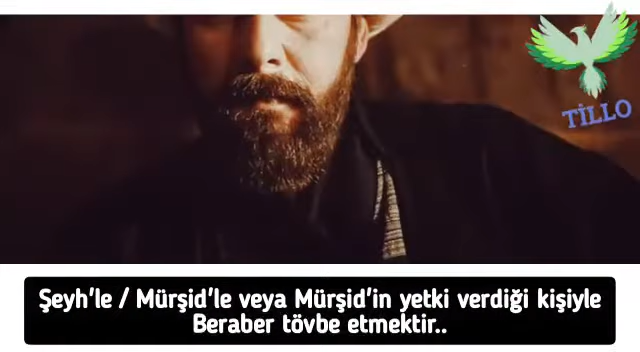 TİLLO
Şeyh'le / Mürşid'le veya Mürşid'in yetki verdiği kişiyle
Beraber tövbe etmektir..